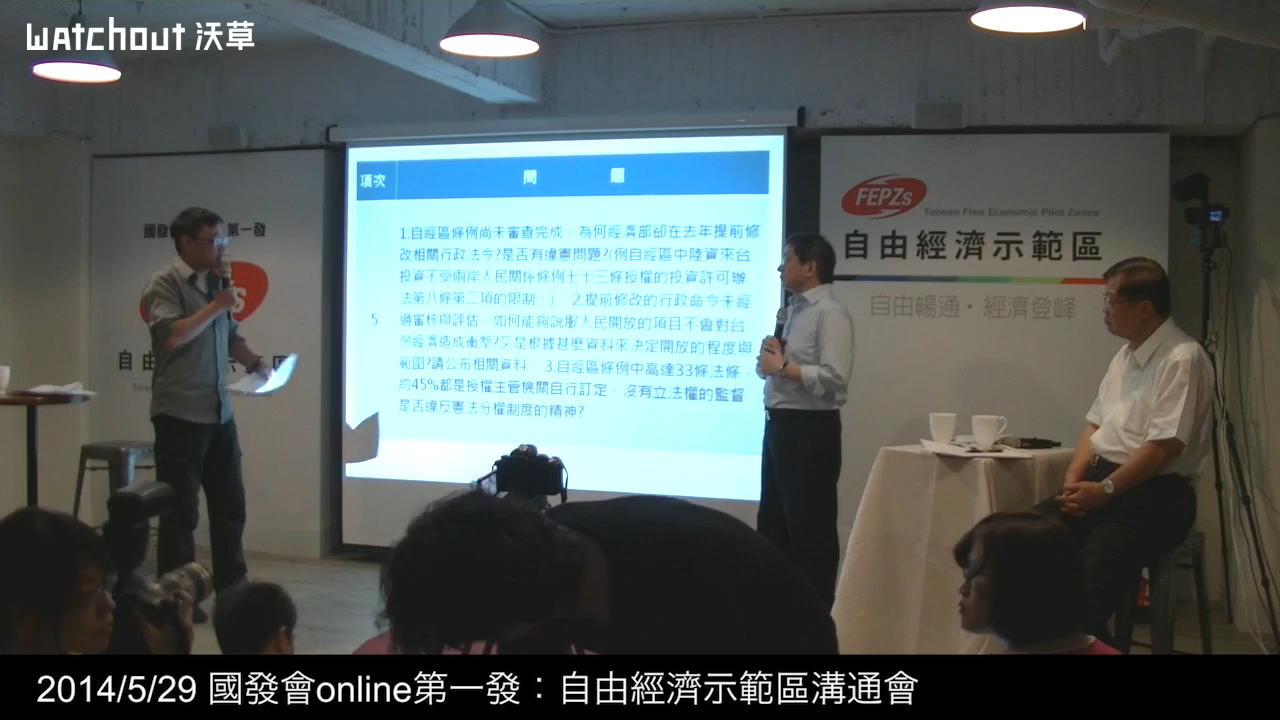 watchout 沃草
項次 問 題
1.自經區條例尚未審查完成，為何經濟部卻在去年提前修
改相關行政法令?是否有違憲問題?(例自經區中陸資來台
投資不受兩岸人民關係條例七十三條授權的投資許可辦
法第八條第二項的限制。) 2.提前修改的行政命令未經
5 過審核與評估，如何能夠說服人民開放的項目不會對台
灣經濟造成衝擊?又是根據甚麼資料來決定開放的程度與
範圍?請公布相關資料。 3.自經區條例中高達33條法條，
約45%都是授權主管機關自行訂定，沒有立法權的監督
是否違反憲法分權制度的精神?
國發 第一發
自由 示範區
FEPZs
Taiwan Free Economic Pilot Zones
自由經濟示範區
自由暢通・經濟登峰
2014/5/29 國發會online第一發：自由經濟示範區溝通會